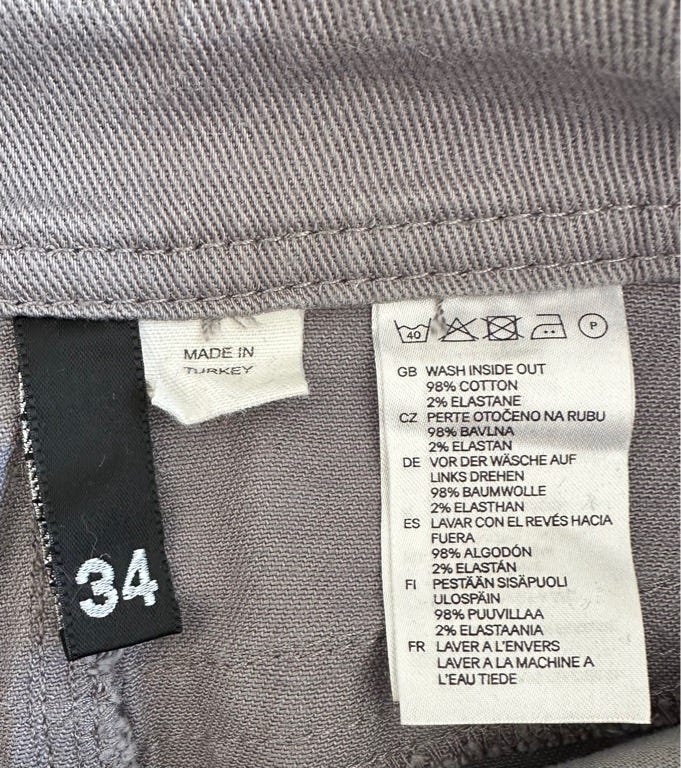 34
MADE IN
TURKEY
40 P
GB WASH INSIDE OUT
98% COTTON
2% ELASTANE
CZ PERTE OTOČENO NA RUBU
98% BAVLNA
2% ELASTAN
DE VOR DER WÄSCHE AUF
LINKS DREHEN
98% BAUMWOLLE
2% ELASTHAN
ES LAVAR CON EL REVÉS HACIA
FUERA
98% ALGODÓN
2% ELASTÁN
FI PESTÄÄN SISÄPUOLI
ULOSPÄIN
98% PUUVILLAA
2% ELASTAANIA
FR LAVER A L'ENVERS
LAVER A LA MACHINE A
L'EAU TIEDE